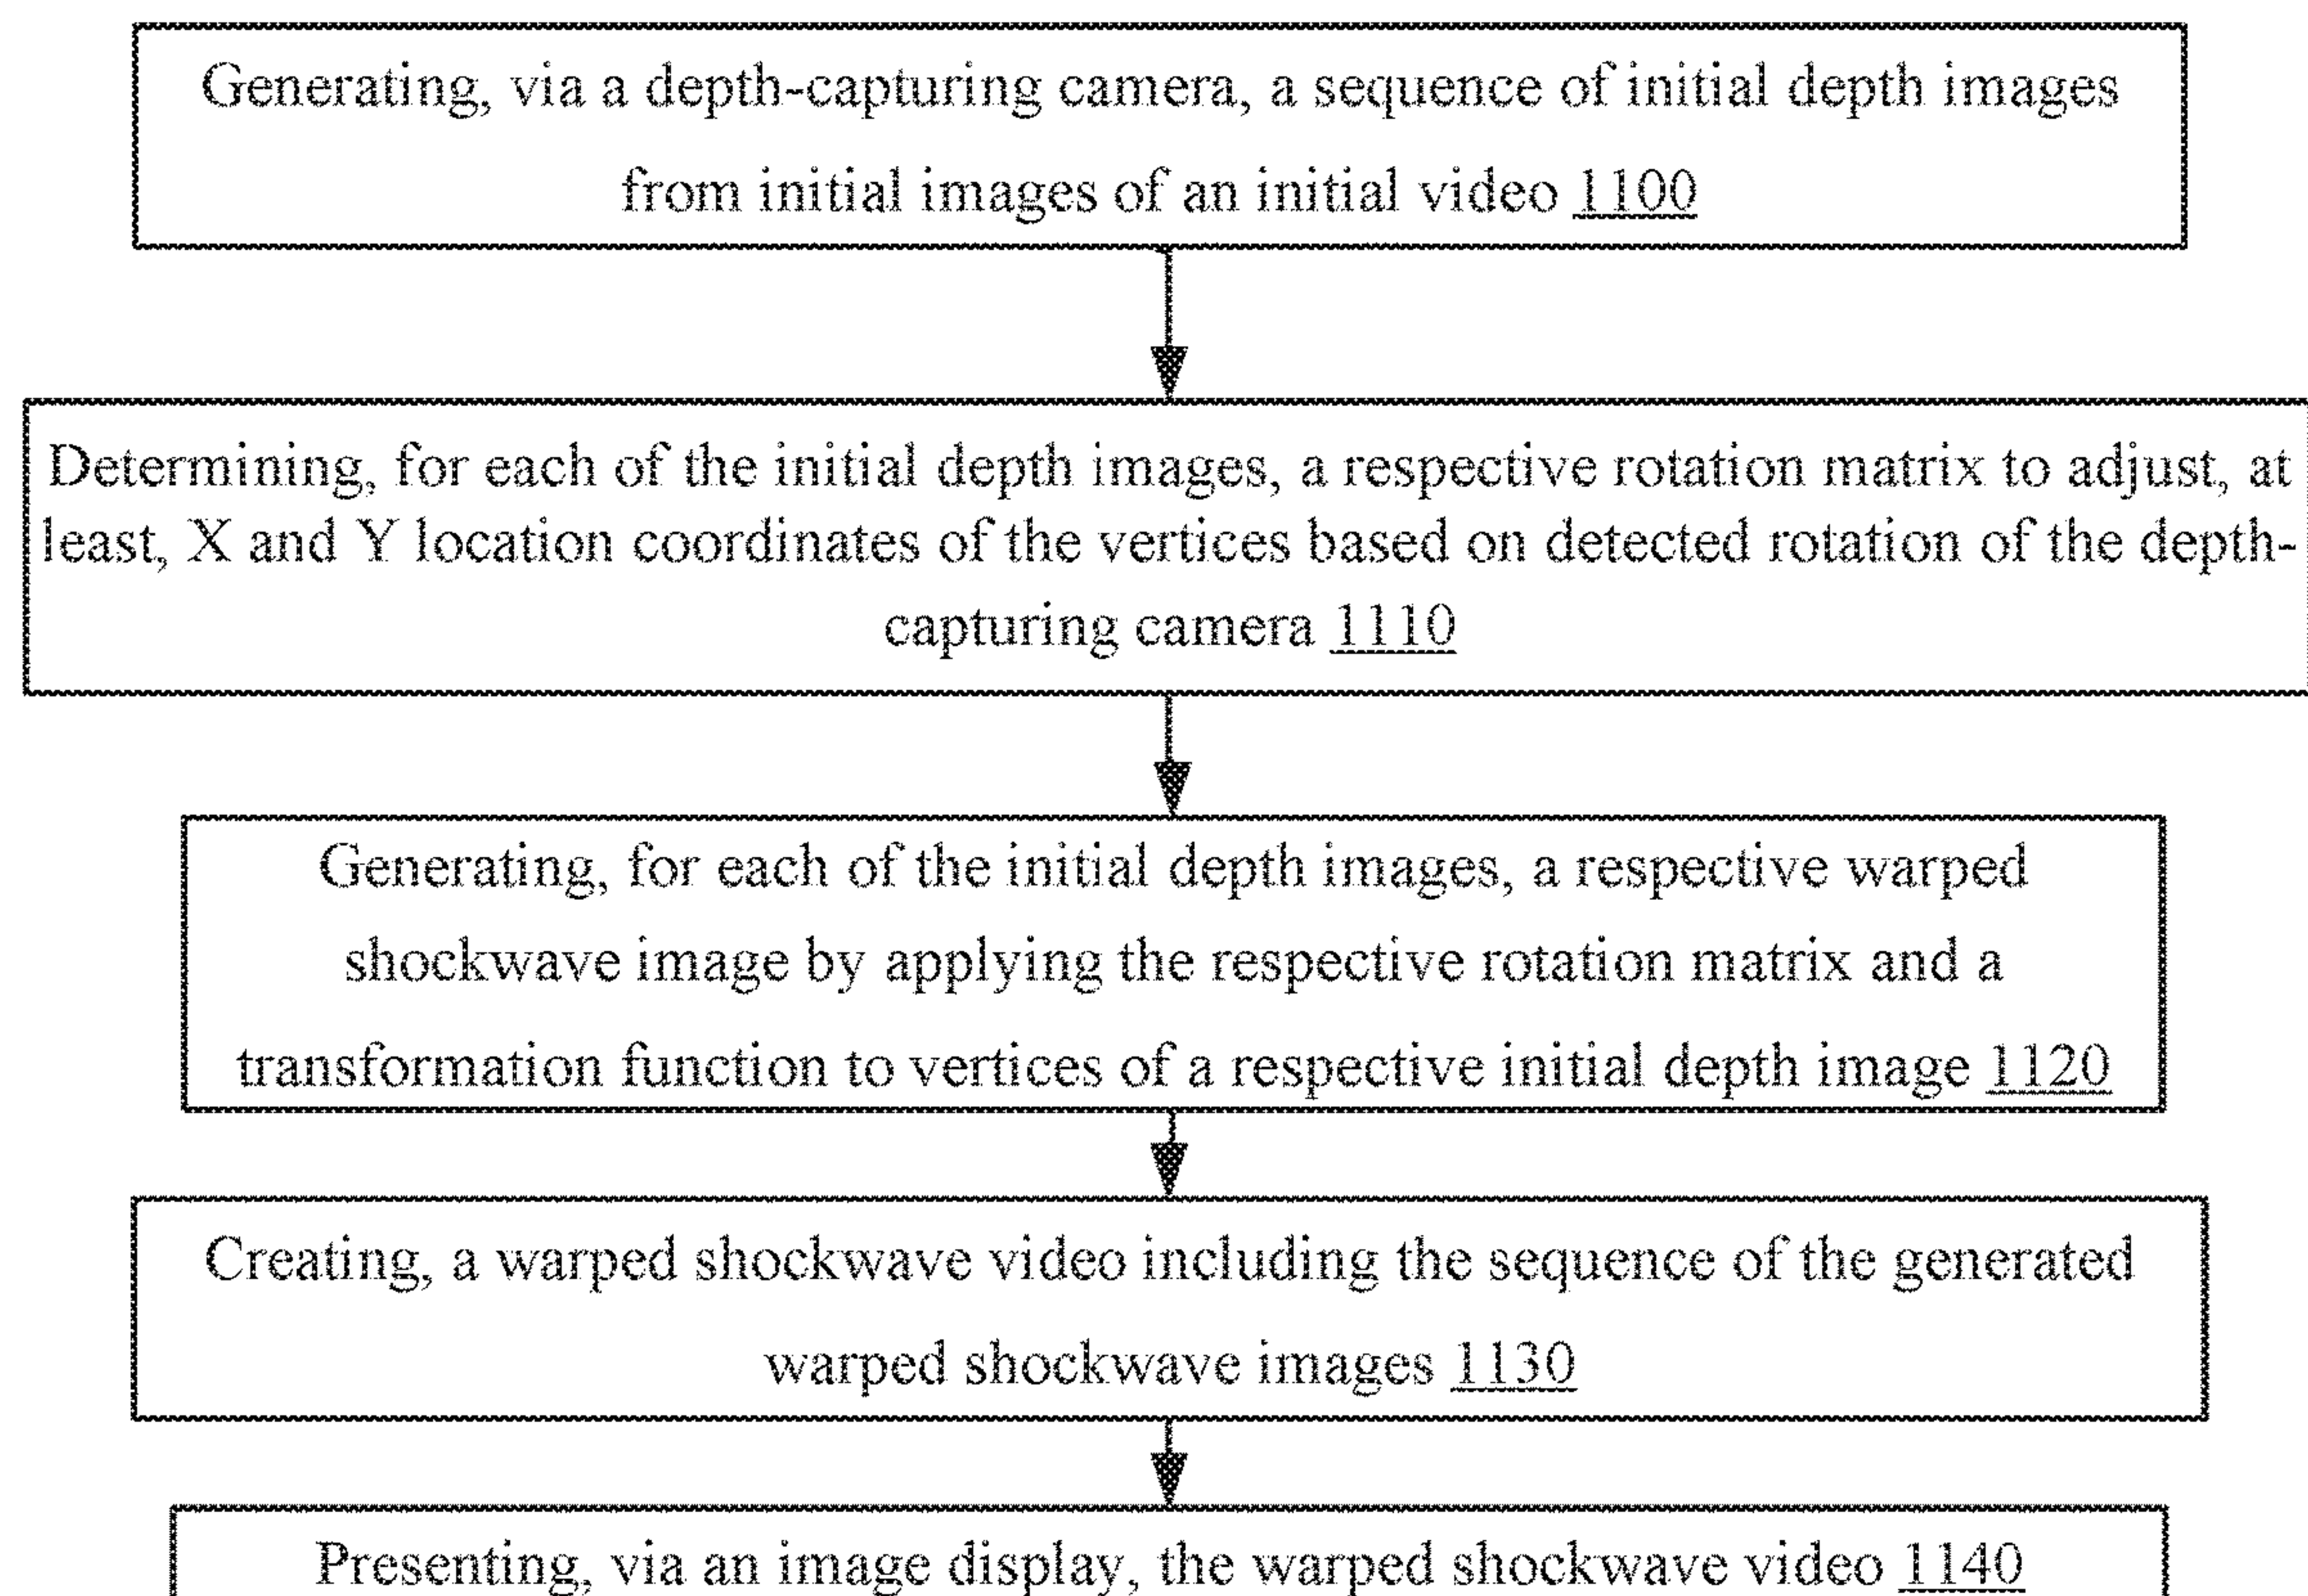 Generating, via a depth-capturing camera, a sequence of initial depth images
from initial images of an initial video 1100
Determining, for each of the initial depth images, a respective rotation matrix to adjust, at
least, X and Y location coordinates of the vertices based on detected rotation of the depth-
capturing camera 1110
Generating, for each of the initial depth images, a respective warped
shockwave image by applying the respective rotation matrix and a
transformation function to vertices of a respective initial depth image 1120
Creating, a warped shockwave video including the sequence of the generated
warped shockwave images 1130
Presenting, via an image display, the warped shockwave video 1140